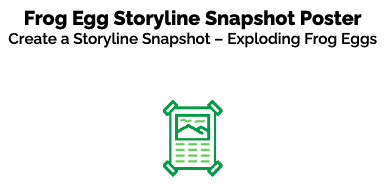 Frog Egg Storyline Snapshot Poster
Create a Storyline Snapshot – Exploding Frog Eggs